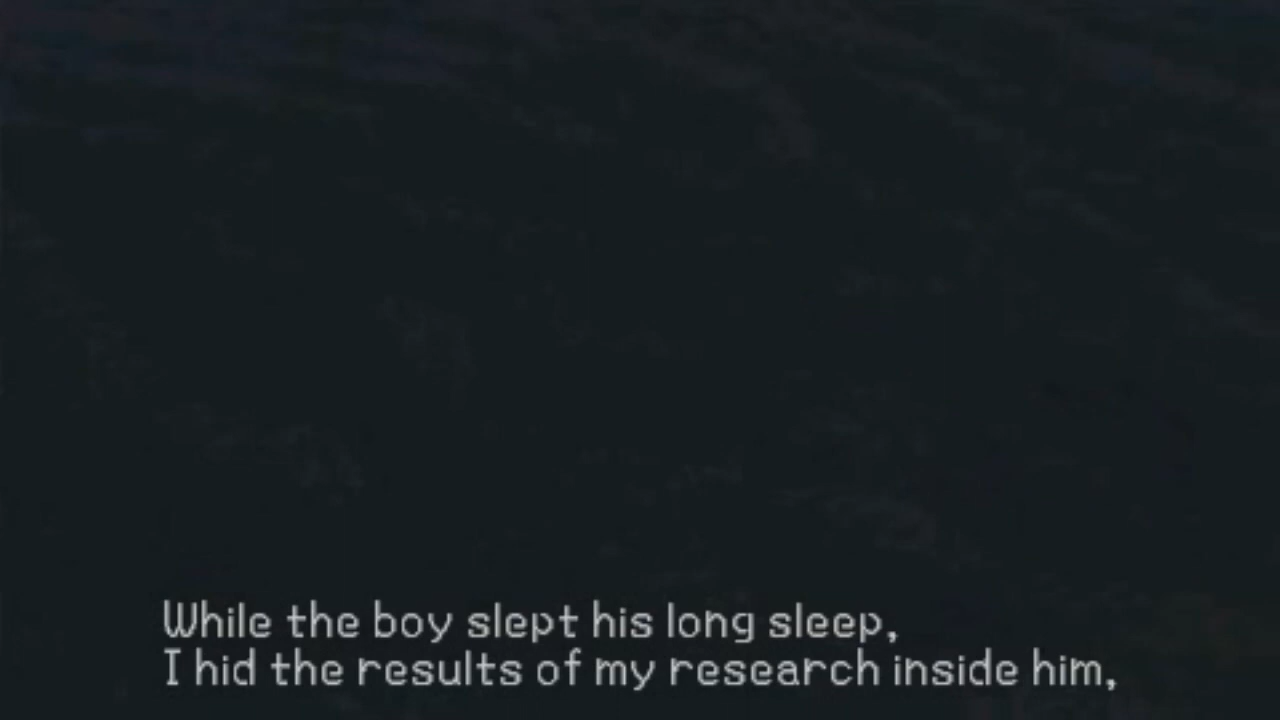 While the boy slept his long sleep,
I hid the results of my research inside him,